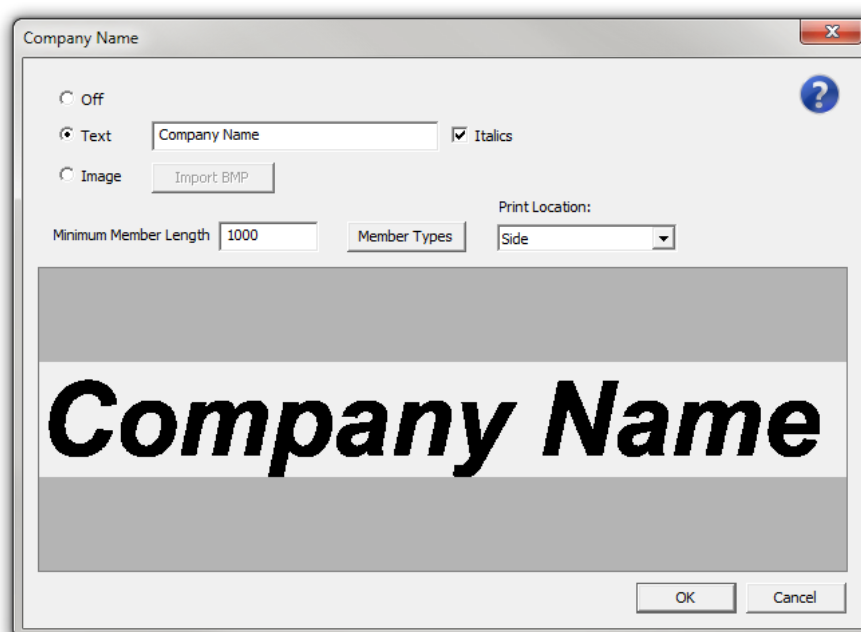 Company Name
Off
Text Company Name Italics
Image Import BMP
Print Location:
Minimum Member Length 1000 Member Types Side
Company Name
OK Cancel